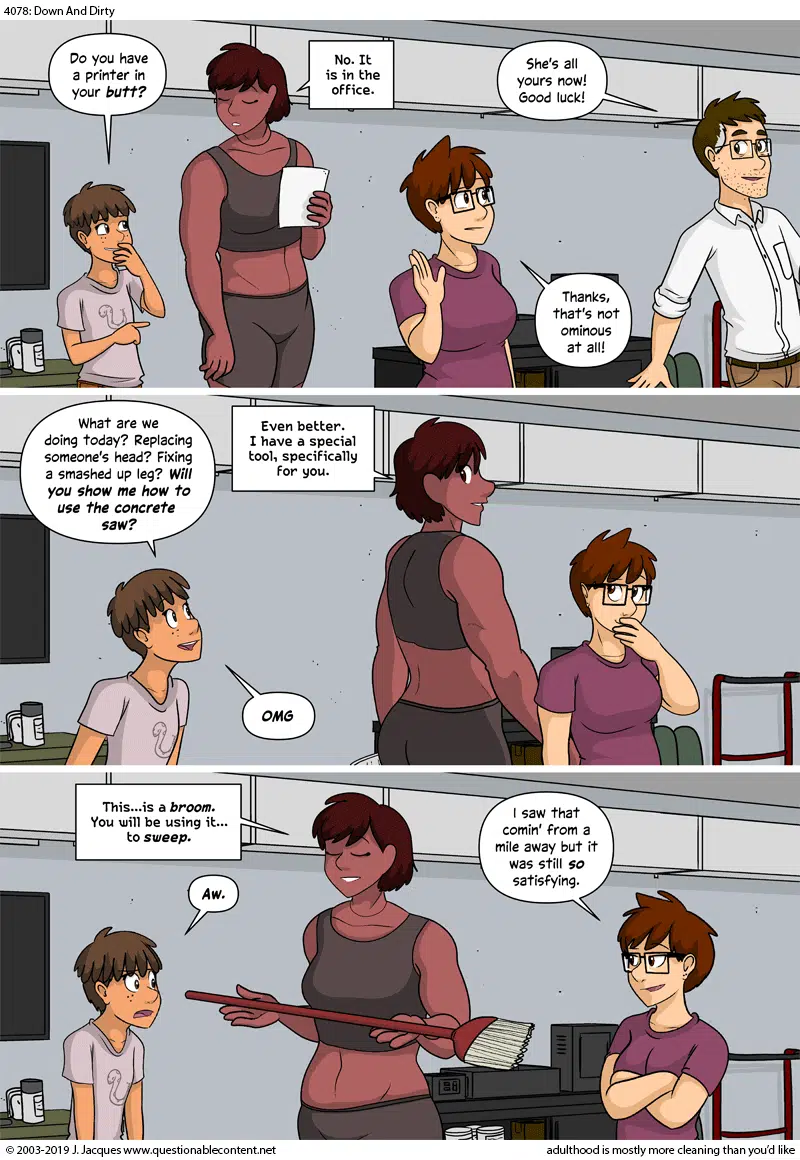 4078: Down And Dirty
Do you have
a printer in
your butt?
No. It
is in the
office.
She's all
yours now!
Good luck!
Thanks,
that's not
ominous
at all!
What are we
doing today? Replacing
someone's head? Fixing
a smashed up leg? Will
you show me how to
use the concrete
saw?
Even better.
I have a special
tool, specifically
for you.
OMG
This...is a broom.
You will be using it...
to sweep.
Aw.
I saw that
comin' from a
mile away but it
was still so
satisfying.
© 2003-2019 J. Jacques www.questionablecontent.net
adulthood is mostly more cleaning than you'd like